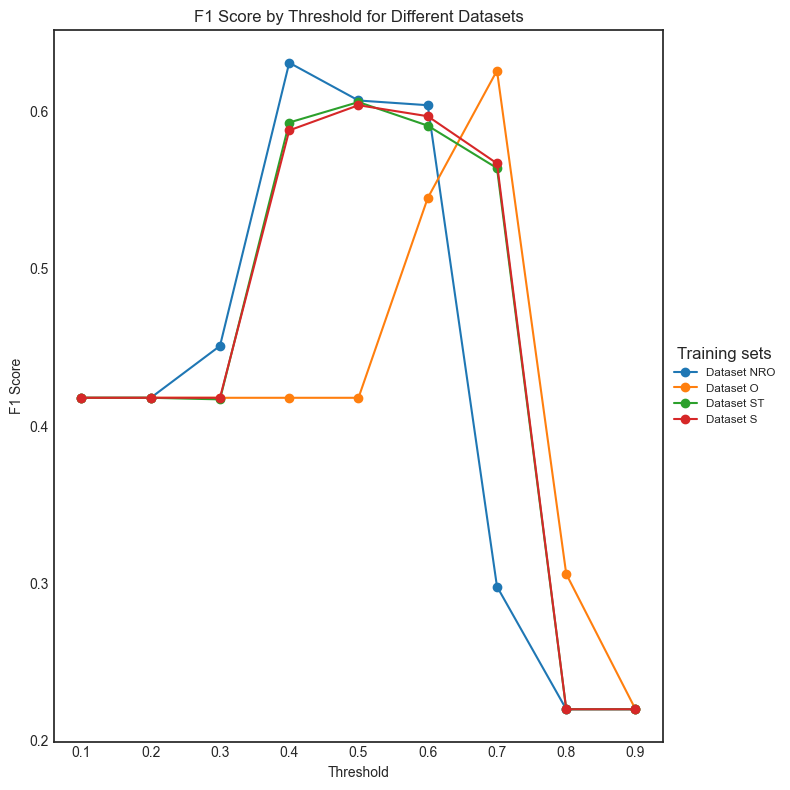 F1 Score by Threshold for Different Datasets
0.6
0.5
0.4
0.3
0.2
F1 Score
0.1 0.2 0.3 0.4 0.5 0.6 0.7 0.8 0.9
Threshold
Training sets
Dataset NRO
Dataset O
Dataset ST
Dataset S